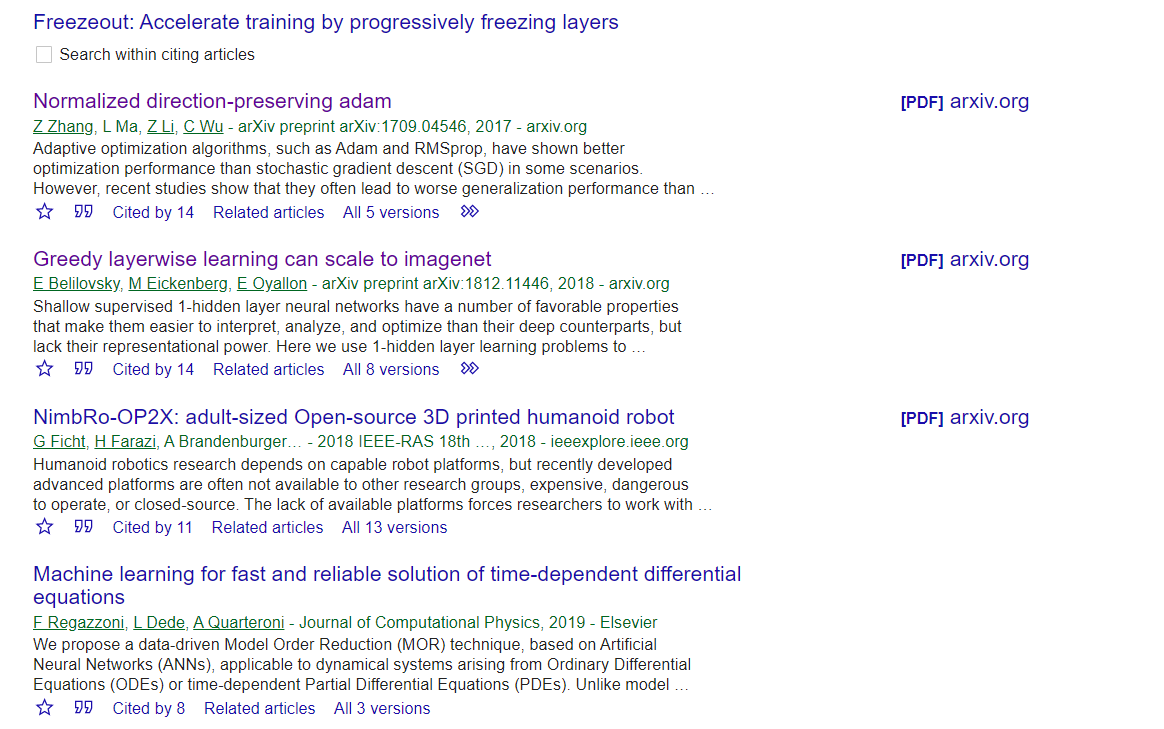 Freezeout: Accelerate training by progressively freezing layers
Search within citing articles
Normalized direction-preserving adam [PDF] arxiv.org
Z Zhang, L Ma, Z Li, C Wu - arXiv preprint arXiv:1709.04546, 2017 - arxiv.org
Adaptive optimization algorithms, such as Adam and RMSprop, have shown better
optimization performance than stochastic gradient descent (SGD) in some scenarios.
However, recent studies show that they often lead to worse generalization performance than …
Cited by 14 Related articles All 5 versions
Greedy layerwise learning can scale to imagenet [PDF] arxiv.org
E Belilovsky, M Eickenberg, E Oyallon - arXiv preprint arXiv:1812.11446, 2018 - arxiv.org
Shallow supervised 1-hidden layer neural networks have a number of favorable properties
that make them easier to interpret, analyze, and optimize than their deep counterparts, but
lack their representational power. Here we use 1-hidden layer learning problems to …
Cited by 14 Related articles All 8 versions
NimbRo-OP2X: adult-sized Open-source 3D printed humanoid robot [PDF] arxiv.org
G Ficht, H Farazi, A Brandenburger… - 2018 IEEE-RAS 18th …, 2018 - ieeexplore.ieee.org
Humanoid robotics research depends on capable robot platforms, but recently developed
advanced platforms are often not available to other research groups, expensive, dangerous
to operate, or closed-source. The lack of available platforms forces researchers to work with …
Cited by 11 Related articles All 13 versions
Machine learning for fast and reliable solution of time-dependent differential
equations
F Regazzoni, L Dede, A Quarteroni - Journal of Computational Physics, 2019 - Elsevier
We propose a data-driven Model Order Reduction (MOR) technique, based on Artificial
Neural Networks (ANNs), applicable to dynamical systems arising from Ordinary Differential
Equations (ODEs) or time-dependent Partial Differential Equations (PDEs). Unlike model …
Cited by 8 Related articles All 3 versions